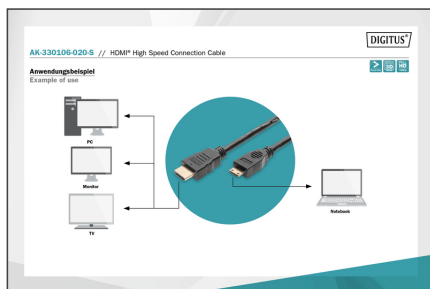 DIGITUS®
AK-330106-020-S // HDMI® High Speed Connection Cable
Anwendungsbeispiel
Example of use
PC
Monitor
TV
Notebook